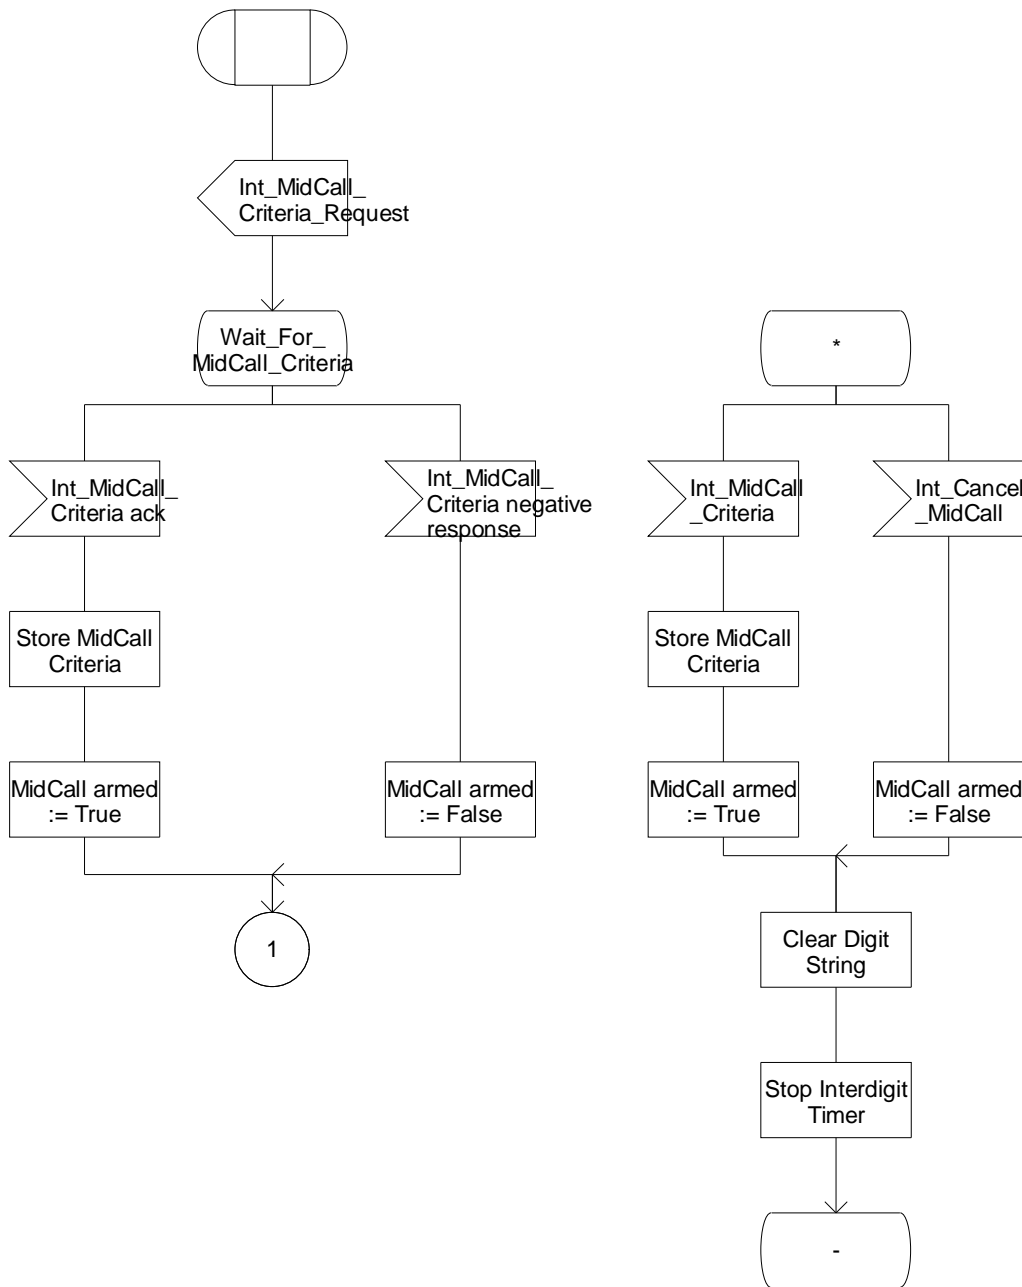 Int_MidCall_
Criteria_Request
Wait_For_
MidCall_Criteria
Int_MidCall_
Criteria ack
Int_MidCall_
Criteria negative
response
Store MidCall
Criteria
MidCall armed
:= True
MidCall armed
:= False
1
*
Int_MidCall
_Criteria
Int_Cancel
_MidCall
Store MidCall
Criteria
MidCall armed
:= True
MidCall armed
:= False
Clear Digit
String
Stop Interdigit
Timer
-